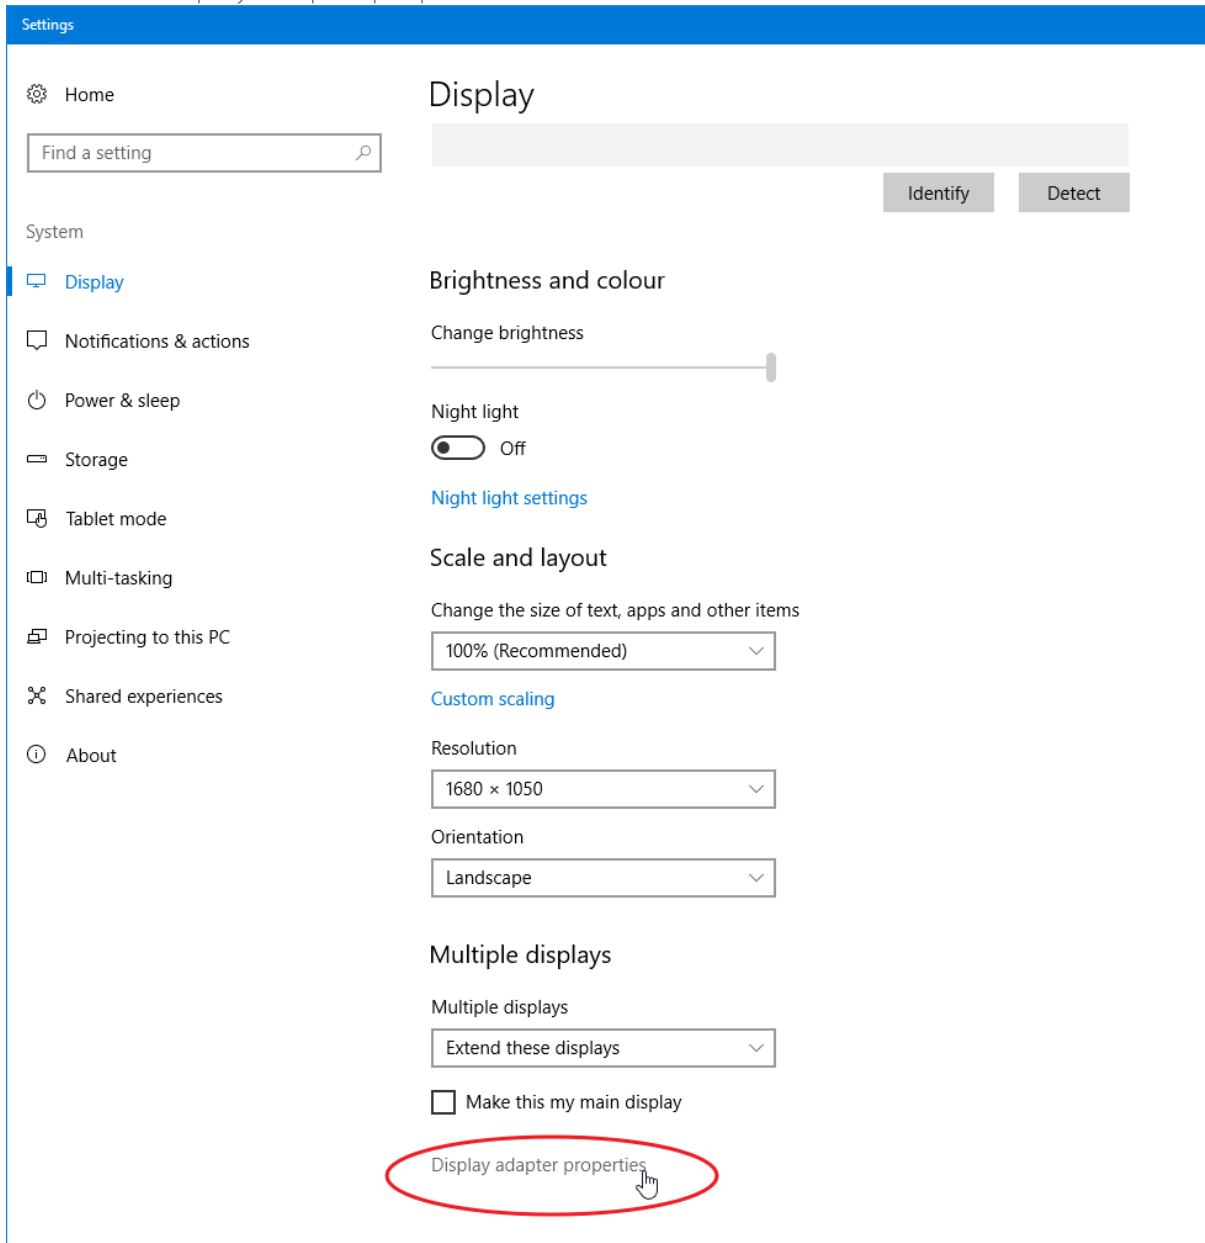 Settings
Home
Find a setting
System
Display
Notifications & actions
Power & sleep
Storage
Tablet mode
Multi-tasking
Projecting to this PC
Shared experiences
About
Display
Identify
Detect
Brightness and colour
Change brightness
Night light
Off
Night light settings
Scale and layout
Change the size of text, apps and other items
100% (Recommended)
Custom scaling
Resolution
1680 × 1050
Orientation
Landscape
Multiple displays
Multiple displays
Extend these displays
Make this my main display
Display adapter properties